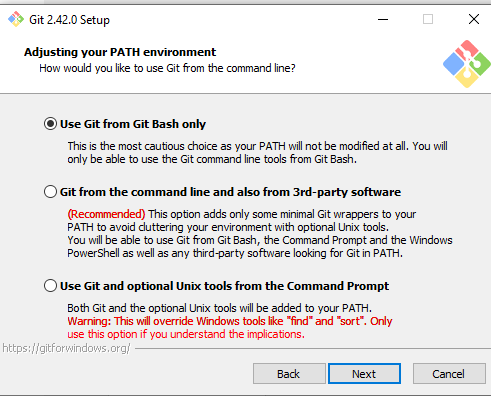 Git 2.42.0 Setup
Adjusting your PATH environment
How would you like to use Git from the command line?
Use Git from Git Bash only
This is the most cautious choice as your PATH will not be modified at all. You will
only be able to use the Git command line tools from Git Bash.
Git from the command line and also from 3rd-party software
(Recommended) This option adds only some minimal Git wrappers to your
PATH to avoid cluttering your environment with optional Unix tools.
You will be able to use Git from Git Bash, the Command Prompt and the Windows
PowerShell as well as any third-party software looking for Git in PATH.
Use Git and optional Unix tools from the Command Prompt
Both Git and the optional Unix tools will be added to your PATH.
Warning: This will override Windows tools like "find" and "sort". Only
use this option if you understand the implications.
https://gitforwindows.org/
Back Next Cancel